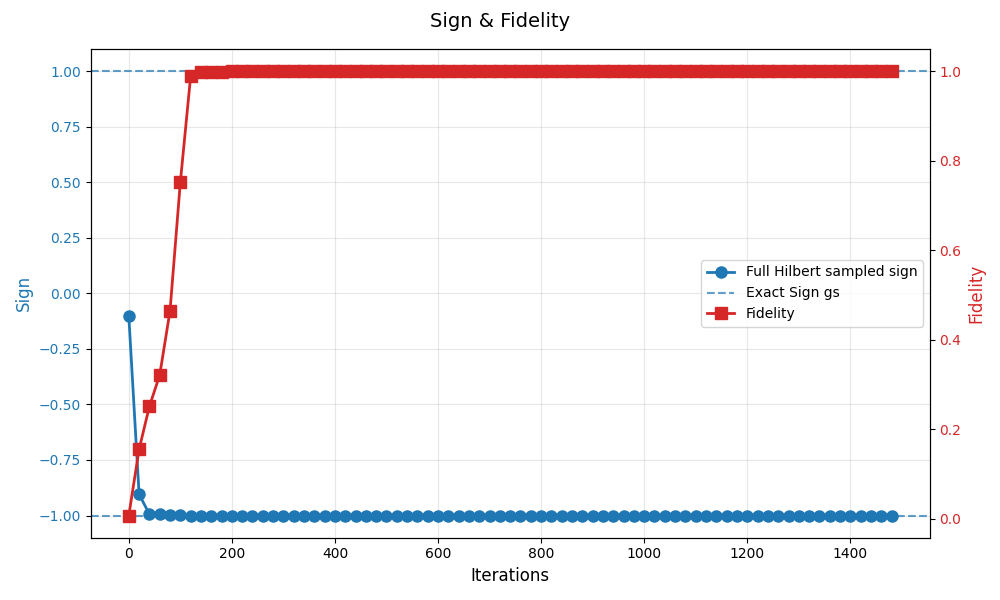 Sign & Fidelity
1.00
0.75
0.50
0.25
0.00
−0.25
−0.50
−0.75
−1.00
Sign
1.0
0.8
0.6
0.4
0.2
0.0
Fidelity
Full Hilbert sampled sign
Exact Sign gs
Fidelity
0 200 400 600 800 1000 1200 1400
Iterations